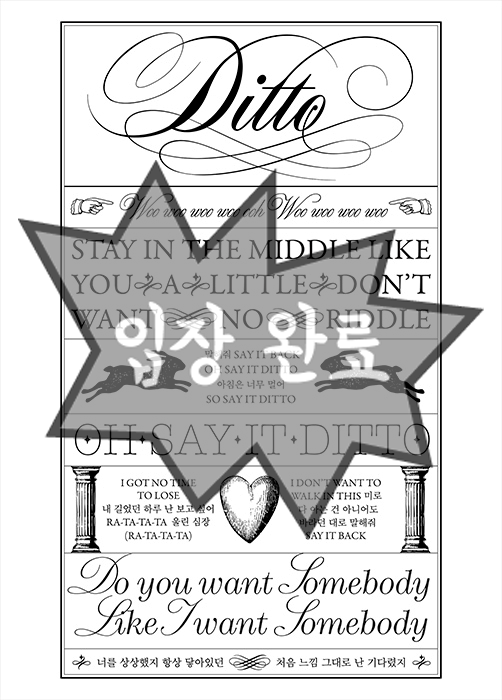 Ditto
Woo woo woo woo ooh Woo woo woo woo
STAY IN THE MIDDLE LIKE
YOU A LITTLE DON'T
WANT NO RIDDLE
입장 완료
말해줘 SAY IT BACK
OH SAY IT DITTO
아침은 너무 멀어
SO SAY IT DITTO
OH SAY IT DITTO
I GOT NO TIME
TO LOSE
내 길었던 하루 난 보고 싶어
RA-TA-TA-TA 울린 심장
(RA-TA-TA-TA)
I DON'T WANT TO
WALK IN THIS 미로
다 아는 건 아니어도
바라던 대로 말해줘
SAY IT BACK
Do you want Somebody
Like I want Somebody
너를 상상했지 항상 닿아있던 처음 느낌 그대로 난 기다렸지